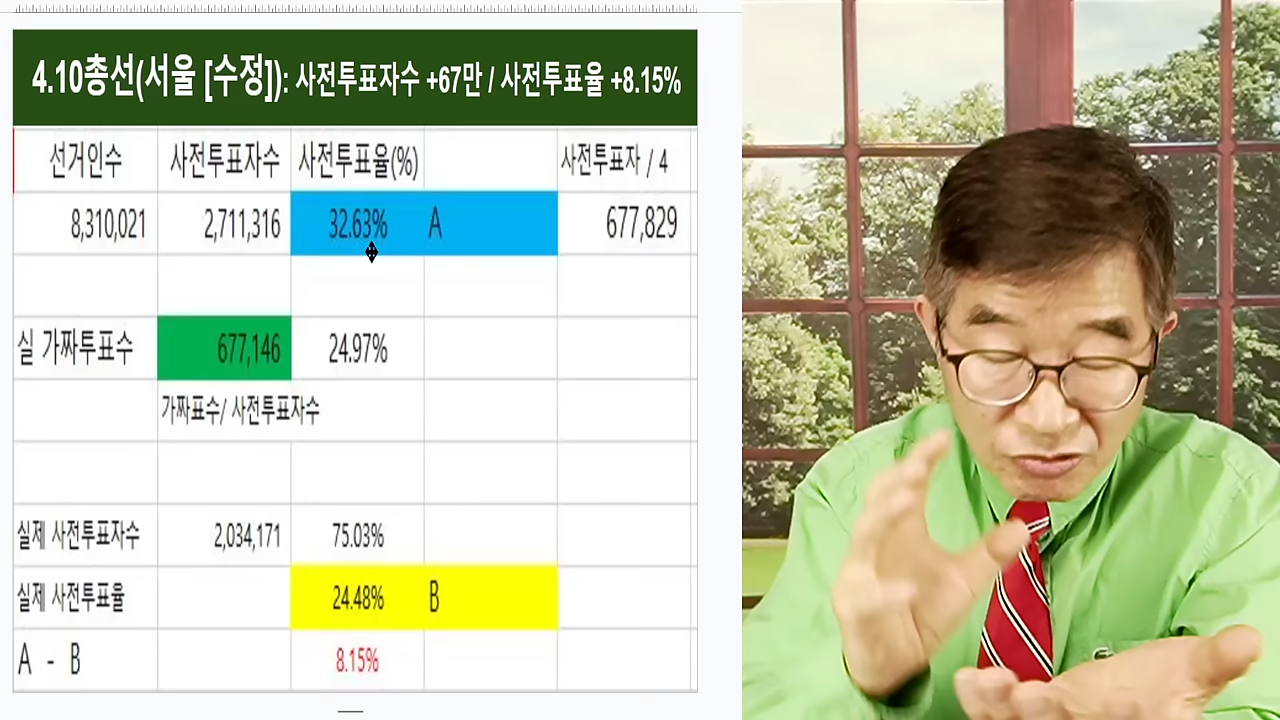 4.10총선(서울 [수정]): 사전투표자수 +67만 / 사전투표율 +8.15%
선거인수 사전투표자수 사전투표율(%) 사전투표자 / 4
8,310,021 2,711,316 32.63% A 677,829
실 가짜투표수 677,146 24.97%
가짜표수/ 사전투표자수
실제 사전투표자수 2,034,171 75.03%
실제 사전투표율 24.48% B
A - B 8.15%